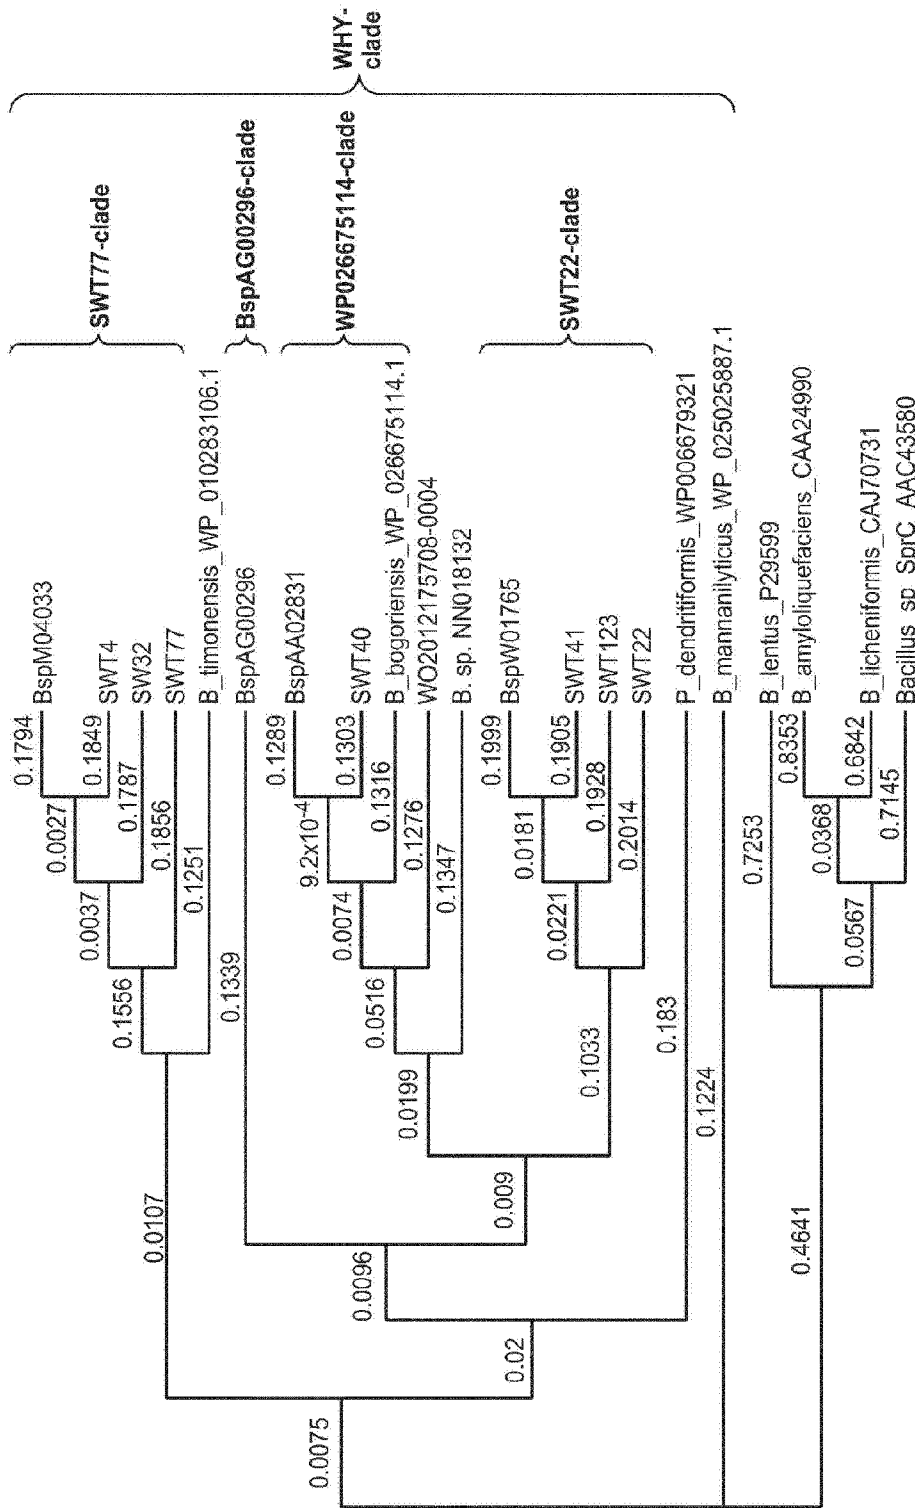 WHY-
clade
SWT77-clade
BspAG00296-clade
WP026675114-clade
SWT22-clade
BspM04033
SWT4
SW32
SWT77
B_timonensis_WP_010283106.1
BspAG00296
BspAA02831
SWT40
B_bogoriensis_WP_026675114.1
WO2012175708-0004
B. sp. NN018132
BspW01765
SWT41
SWT123
SWT22
P_dendritiformis_WP006679321
B_mannanilyticus_WP_025025887.1
B_lentus_P29599
B_amyloliquefaciens_CAA24990
B_licheniformis_CAJ70731
Bacillus_sp_SprC_AAC43580
0.1794
0.0027
0.1849
0.0037
0.1787
0.1556
0.1856
0.1251
0.0107
0.1339
0.1289
9.2x10-4
0.1303
0.0074
0.1316
0.0516
0.1276
0.0199
0.1347
0.1999
0.0181
0.1905
0.0221
0.1928
0.2014
0.1033
0.009
0.0096
0.183
0.02
0.0075
0.1224
0.7253
0.8353
0.0368
0.6842
0.0567
0.7145
0.4641